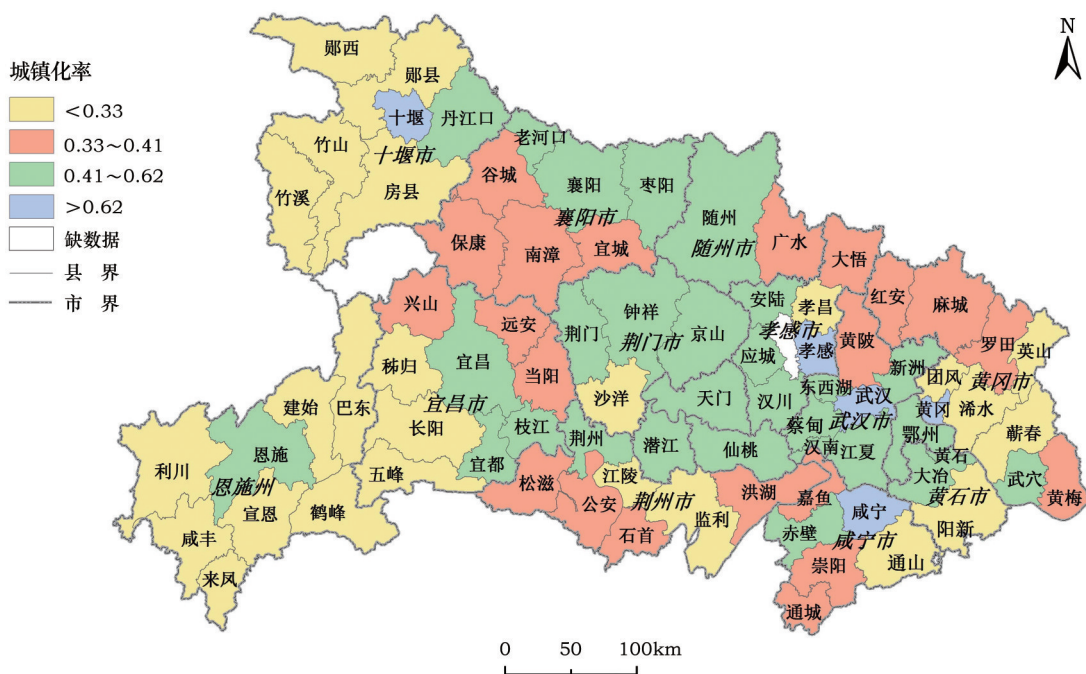 N
城镇化率
<0.33
0.33~0.41
0.41~0.62
>0.62
缺数据
县 界
市 界
郧西
郧县
十堰
丹江口
竹山
十堰市
老河口
竹溪
房县
谷城
襄阳
枣阳
襄阳市
随州
随州市
保康
南漳
宜城
广水
大悟
红安
麻城
兴山
远安
荆门
钟祥
荆门市
京山
安陆
孝昌
孝感市
孝感
黄陂
应城
罗田
英山
秭归
宜昌
当阳
沙洋
天门
汉川
东西湖
武汉
新洲
团风
黄冈市
黄冈
浠水
建始
巴东
宜昌市
长阳
枝江
荆州
潜江
仙桃
蔡甸
武汉市
汉南
江夏
鄂州
蕲春
利川
恩施
恩施州
五峰
宜都
松滋
江陵
荆州市
公安
监利
洪湖
嘉鱼
黄石
大冶
黄石市
武穴
黄梅
宣恩
鹤峰
石首
赤壁
咸宁
咸宁市
阳新
咸丰
来凤
崇阳
通山
通城
0 50 100km